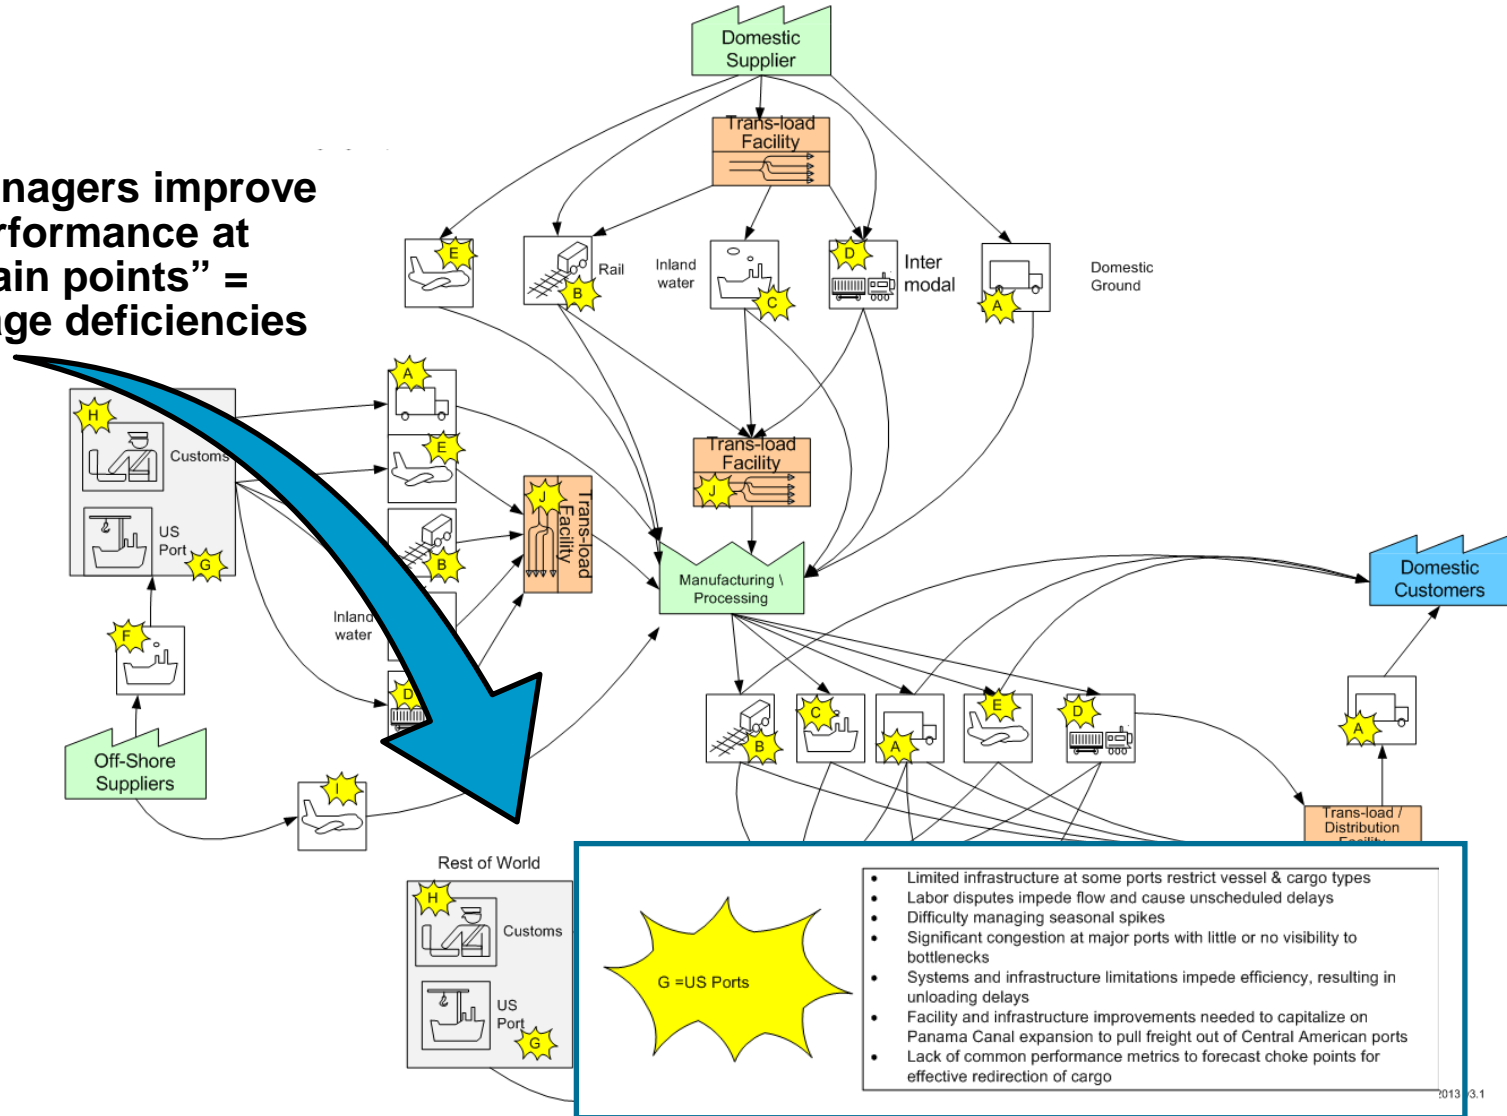 Domestic
Supplier
Trans-load
Facility
nagers improve
rformance at
ain points” =
age deficiencies
E
B
Rail
Inland
water
C
D
Inter
modal
A
Domestic
Ground
H
Customs
US
Port
G
A
E
B
Inland
water
D
J
Trans-load
Facility
Trans-load
Facility
J
Manufacturing \
Processing
Domestic
Customers
F
Off-Shore
Suppliers
I
B
C
A
E
D
A
Trans-load /
Distribution
Facility
Rest of World
H
Customs
US
Port
G
G =US Ports
• Limited infrastructure at some ports restrict vessel & cargo types
• Labor disputes impede flow and cause unscheduled delays
• Difficulty managing seasonal spikes
• Significant congestion at major ports with little or no visibility to
bottlenecks
• Systems and infrastructure limitations impede efficiency, resulting in
unloading delays
• Facility and infrastructure improvements needed to capitalize on
Panama Canal expansion to pull freight out of Central American ports
• Lack of common performance metrics to forecast choke points for
effective redirection of cargo
2013 v3.1